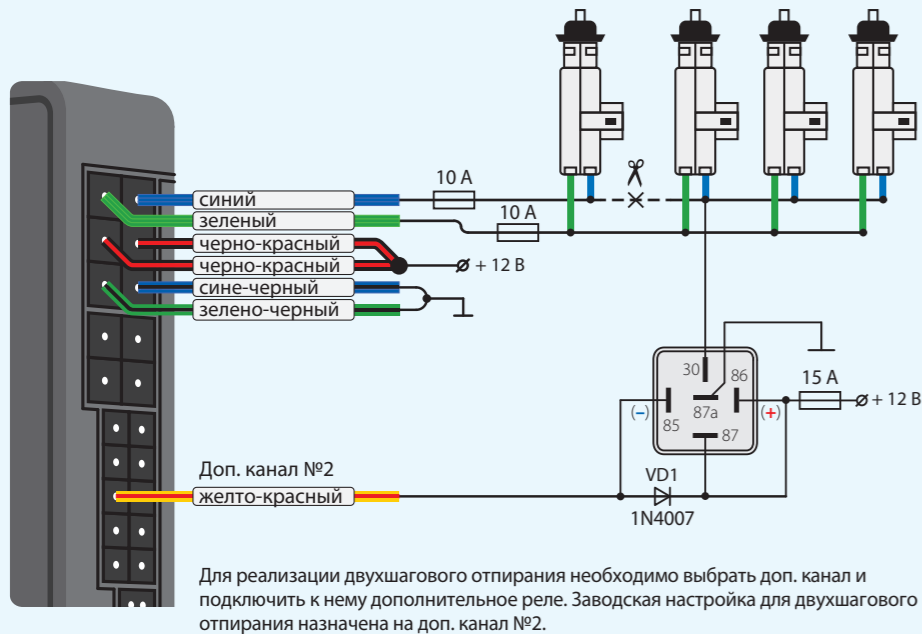 10 А
10 А
синий
зеленый
черно-красный
черно-красный
+ 12 В
сине-черный
зелено-черный
30
86
15 А
+ 12 В
(–)
87a
(+)
85
87
Доп. канал №2
VD1
желто-красный
1N4007
Для реализации двухшагового отпирания необходимо выбрать доп. канал и
подключить к нему дополнительное реле. Заводская настройка для двухшагового
отпирания назначена на доп. канал №2.